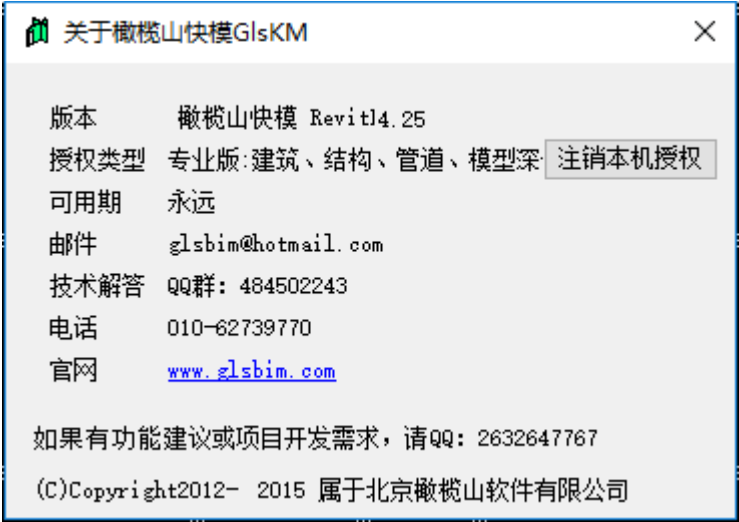 关于橄榄山快模GlsKM
版本 橄榄山快模 Revit14.25
授权类型 专业版:建筑、结构、管道、模型深 注销本机授权
可用期 永远
邮件 glsbim@hotmail.com
技术解答 QQ群: 484502243
电话 010-62739770
官网 www.glsbim.com
如果有功能建议或项目开发需求，请QQ: 2632647767
(C)Copyright2012- 2015 属于北京橄榄山软件有限公司